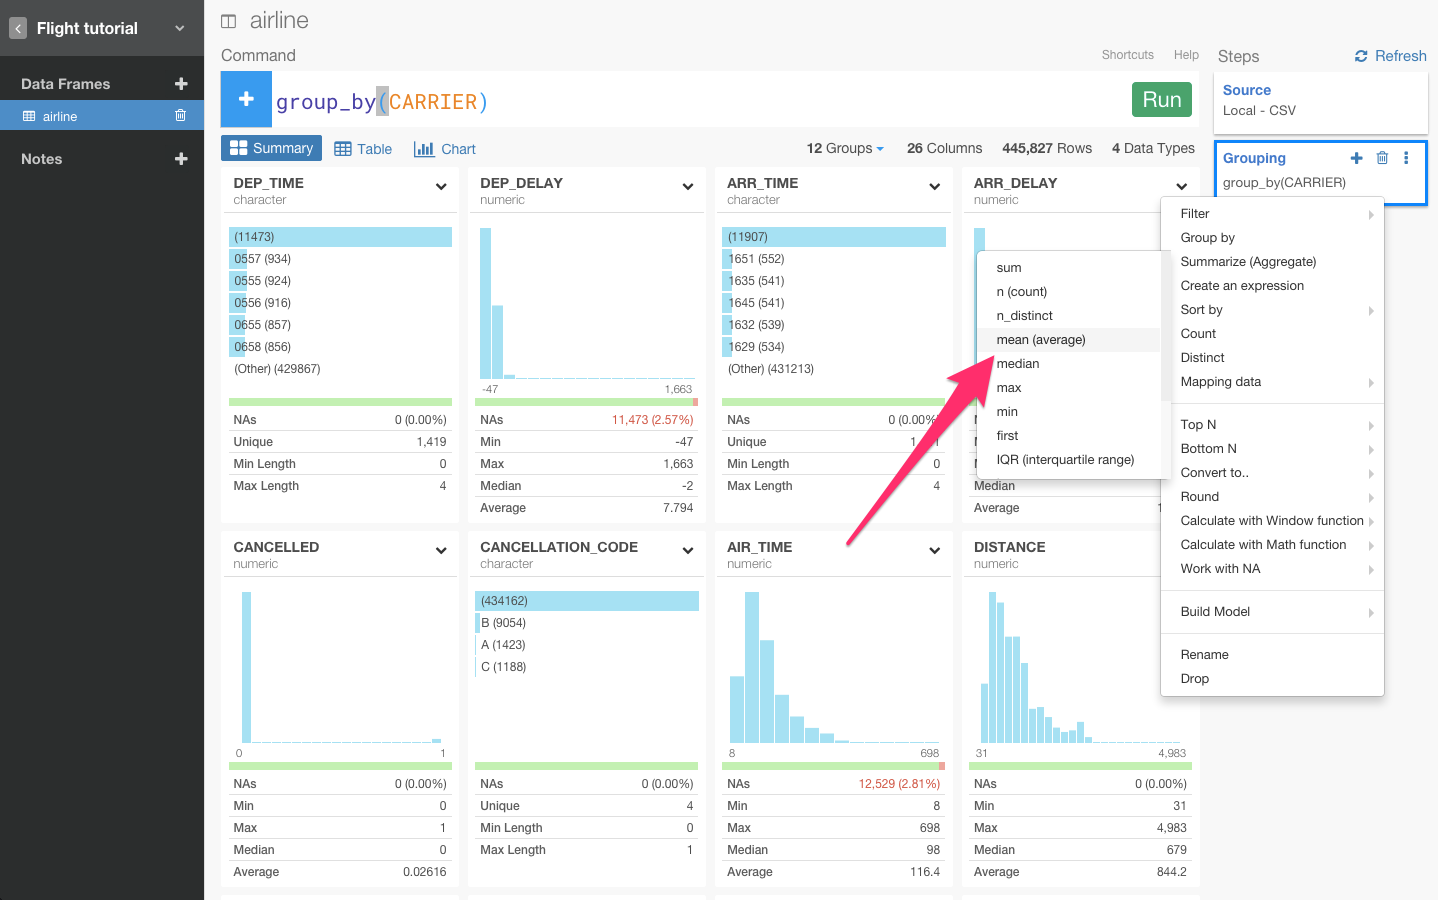 Flight tutorial
Data Frames
airline
Notes
airline
Command
Shortcuts Help
group_by(CARRIER)
Run
Summary Table Chart
12 Groups 26 Columns 445,827 Rows 4 Data Types
DEP_TIME
character
(11473)
0557 (934)
0555 (924)
0556 (916)
0655 (857)
0658 (856)
(Other) (429867)
NAs 0 (0.00%)
Unique 1,419
Min Length 0
Max Length 4
DEP_DELAY
numeric
-47 1,663
NAs 11,473 (2.57%)
Min -47
Max 1,663
Median -2
Average 7.794
ARR_TIME
character
(11907)
1651 (552)
1635 (541)
1645 (541)
1632 (539)
1629 (534)
(Other) (431213)
NAs 0 (0.00%)
Unique
Min Length 0
Max Length 4
ARR_DELAY
numeric
Median
Average
CANCELLED
numeric
0 1
NAs 0 (0.00%)
Min 0
Max 1
Median 0
Average 0.02616
CANCELLATION_CODE
character
(434162)
B (9054)
A (1423)
C (1188)
NAs 0 (0.00%)
Unique 4
Min Length 0
Max Length 1
AIR_TIME
numeric
8 698
NAs 12,529 (2.81%)
Min 8
Max 698
Median 98
Average 116.4
DISTANCE
numeric
31 4,983
NAs 0 (0.00%)
Min 31
Max 4,983
Median 679
Average 844.2
sum
n (count)
n_distinct
mean (average)
median
max
min
first
IQR (interquartile range)
Steps Refresh
Source
Local - CSV
Grouping
group_by(CARRIER)
Filter
Group by
Summarize (Aggregate)
Create an expression
Sort by
Count
Distinct
Mapping data
Top N
Bottom N
Convert to..
Round
Calculate with Window function
Calculate with Math function
Work with NA
Build Model
Rename
Drop